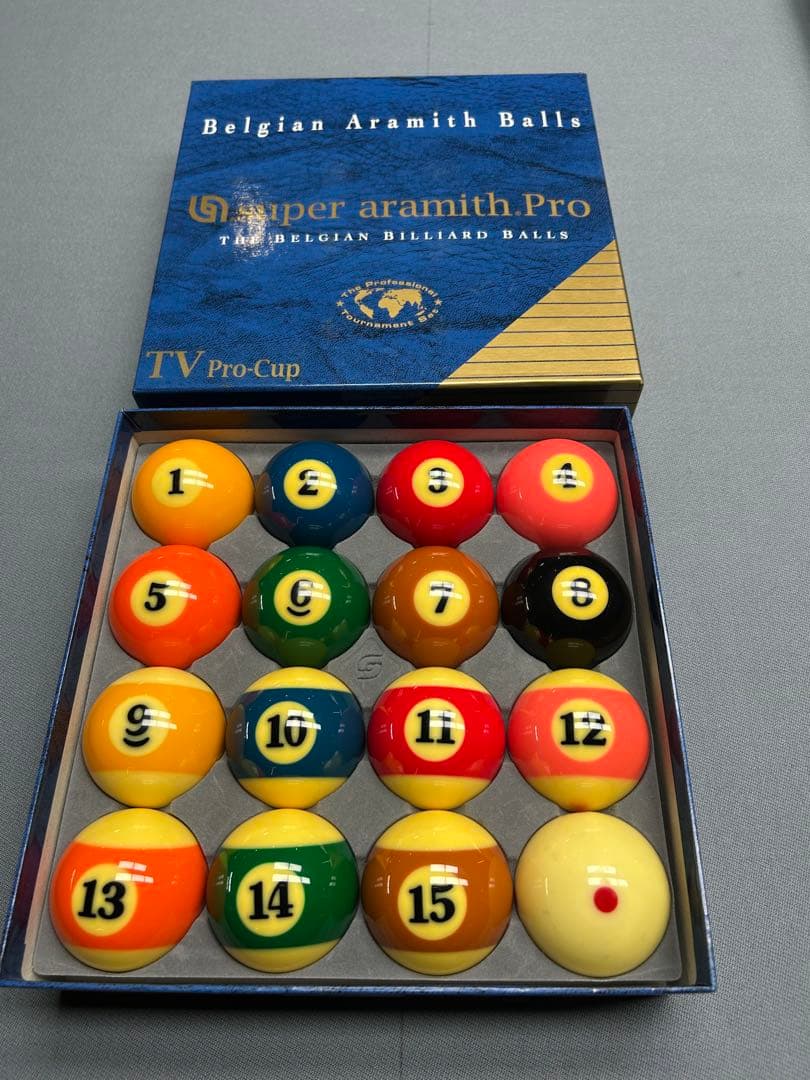 Belgian Aramith Balls
super aramith.Pro
THE BELGIAN BILLIARD BALLS
The Professional
Tournament Set
TV Pro-Cup
1 2 3 4
5 6 7 8
9 10 11 12
13 14 15